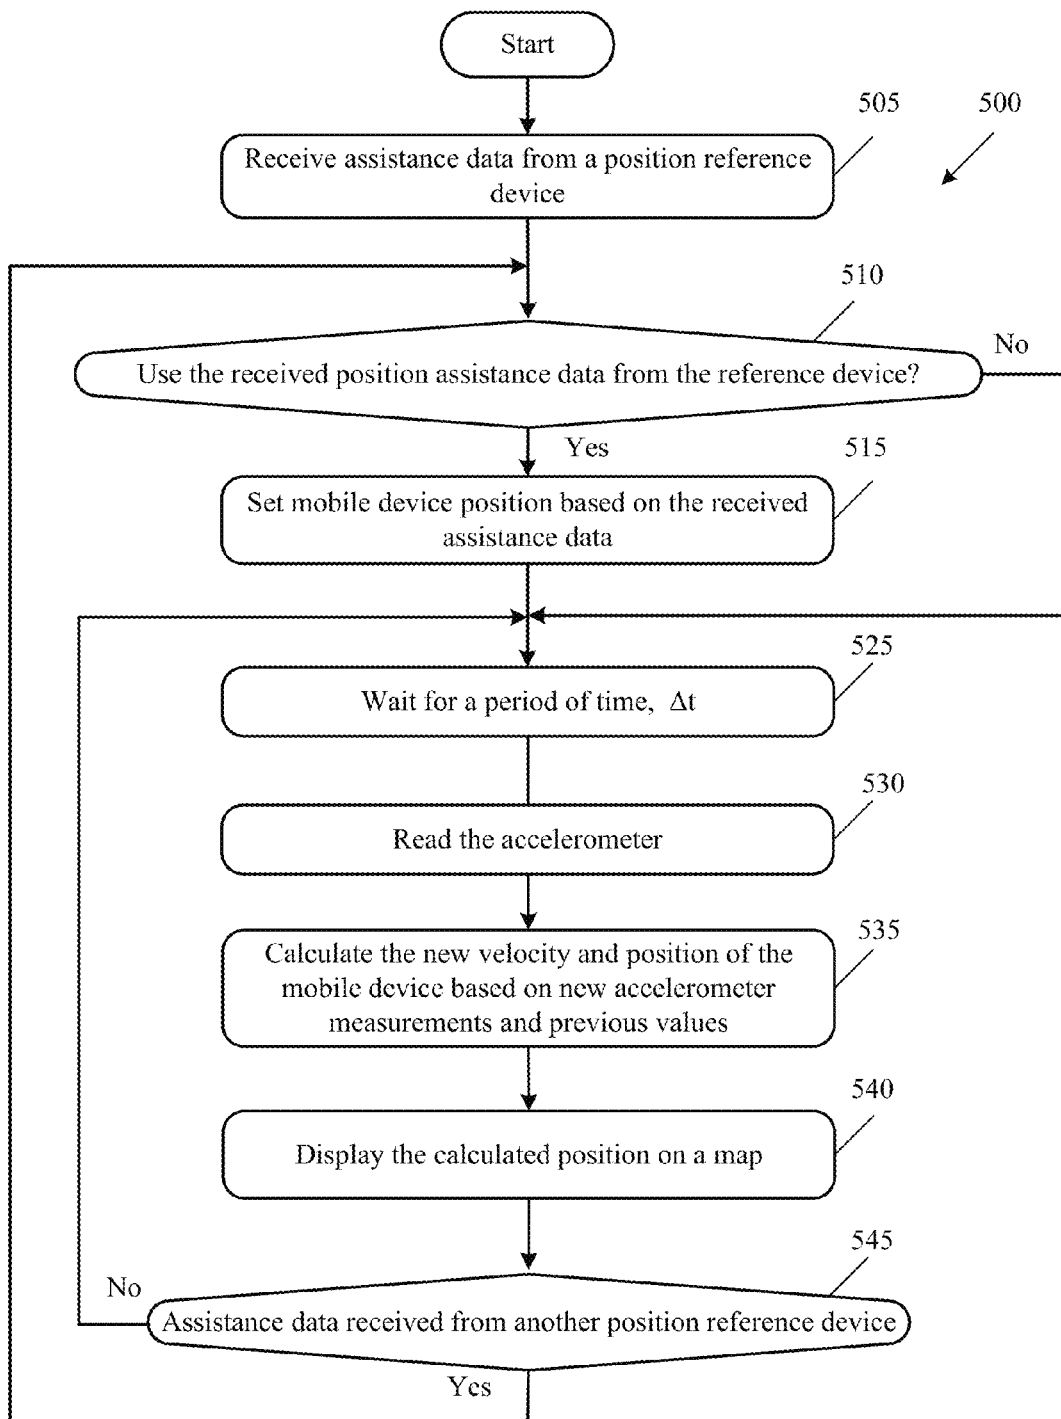 Start
505
500
Receive assistance data from a position reference
device
510
No
Use the received position assistance data from the reference device?
Yes
515
Set mobile device position based on the received
assistance data
525
Wait for a period of time, Δt
530
Read the accelerometer
535
Calculate the new velocity and position of the
mobile device based on new accelerometer
measurements and previous values
540
Display the calculated position on a map
545
No
Assistance data received from another position reference device
Yes